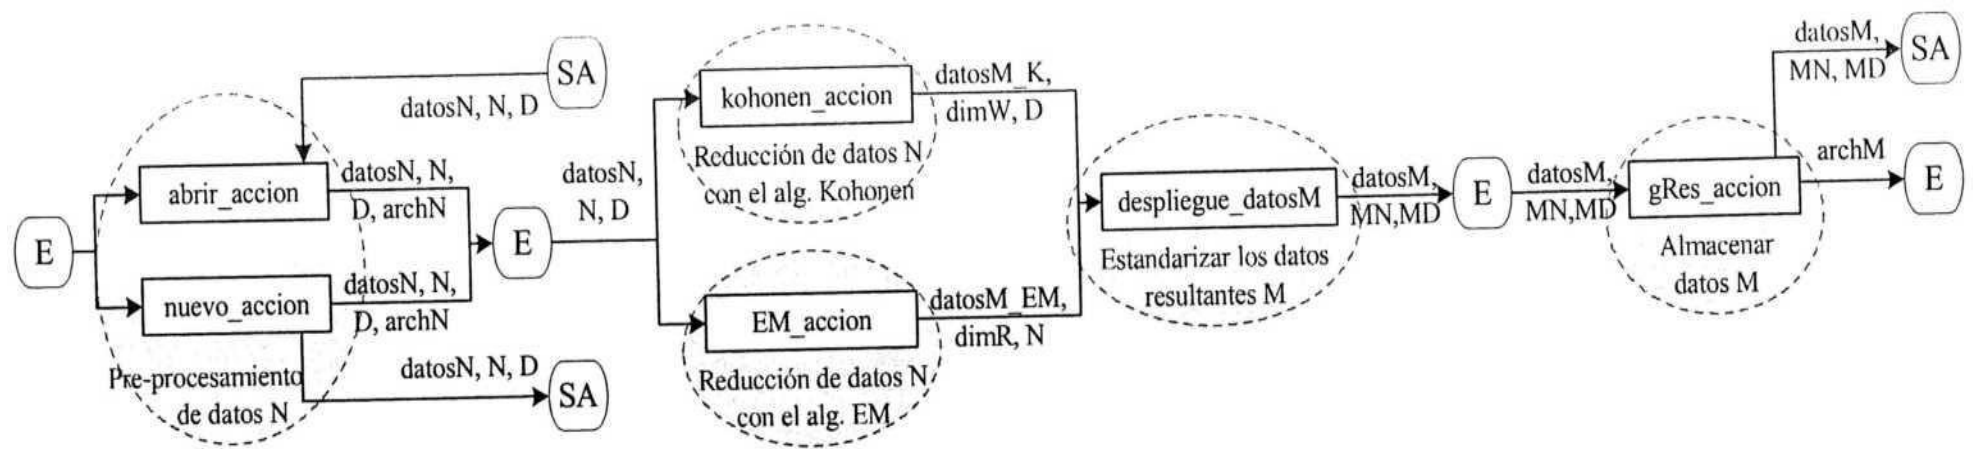 E
SA
datosN, N, D
abrir_accion
datosN, N,
D, archN
nuevo_accion
datosN, N,
D, archN
Pre-procesamiento
de datos N
datosN, N, D
SA
E
datosN,
N, D
kohonen_accion
Reducción de datos N
con el alg. Kohonen
datosM_K,
dimW, D
EM_accion
Reducción de datos N
con el alg. EM
datosM_EM,
dimR, N
despliegue_datosM
Estandarizar los datos
resultantes M
datosM,
MN,MD
E
datosM,
MN,MD
gRes_accion
Almacenar
datos M
datosM,
MN, MD
SA
archM
E